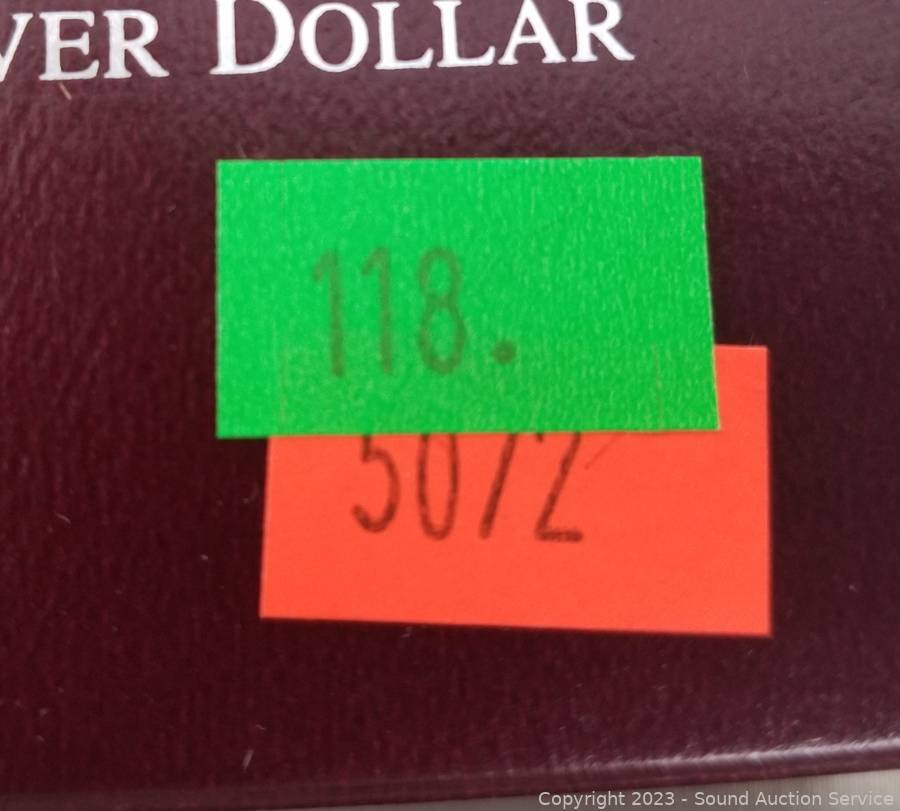 VER DOLLAR
118.
5072
Copyright 2023 - Sound Auction Service